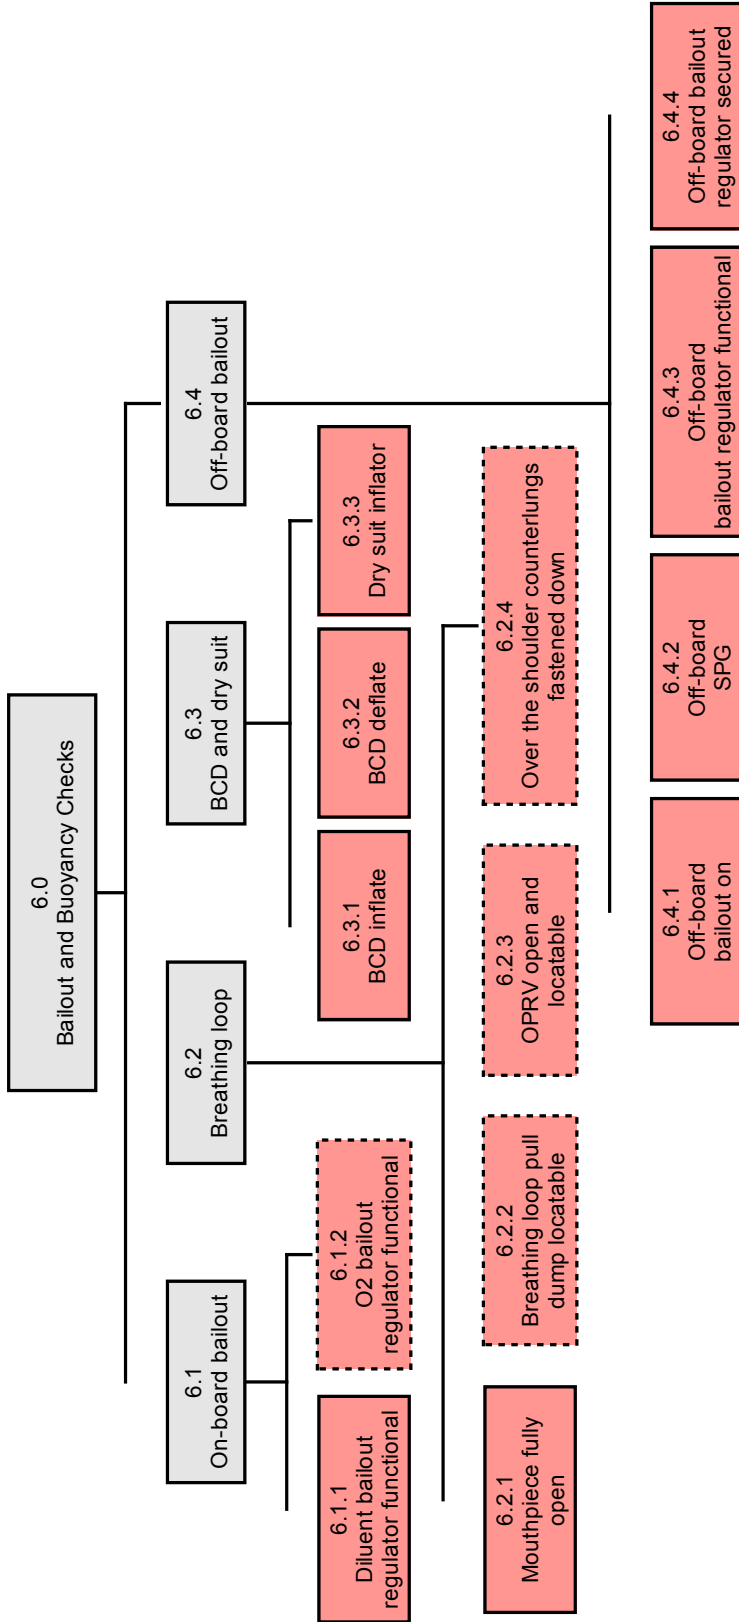 6.0
Bailout and Buoyancy Checks
6.1
On-board bailout
6.2
Breathing loop
6.3
BCD and dry suit
6.4
Off-board bailout
6.1.1
Diluent bailout
regulator functional
6.1.2
O2 bailout
regulator functional
6.3.1
BCD inflate
6.3.2
BCD deflate
6.3.3
Dry suit inflator
6.2.1
Mouthpiece fully
open
6.2.2
Breathing loop pull
dump locatable
6.2.3
OPRV open and
locatable
6.2.4
Over the shoulder counterlungs
fastened down
6.4.1
Off-board
bailout on
6.4.2
Off-board
SPG
6.4.3
Off-board
bailout regulator functional
6.4.4
Off-board bailout
regulator secured